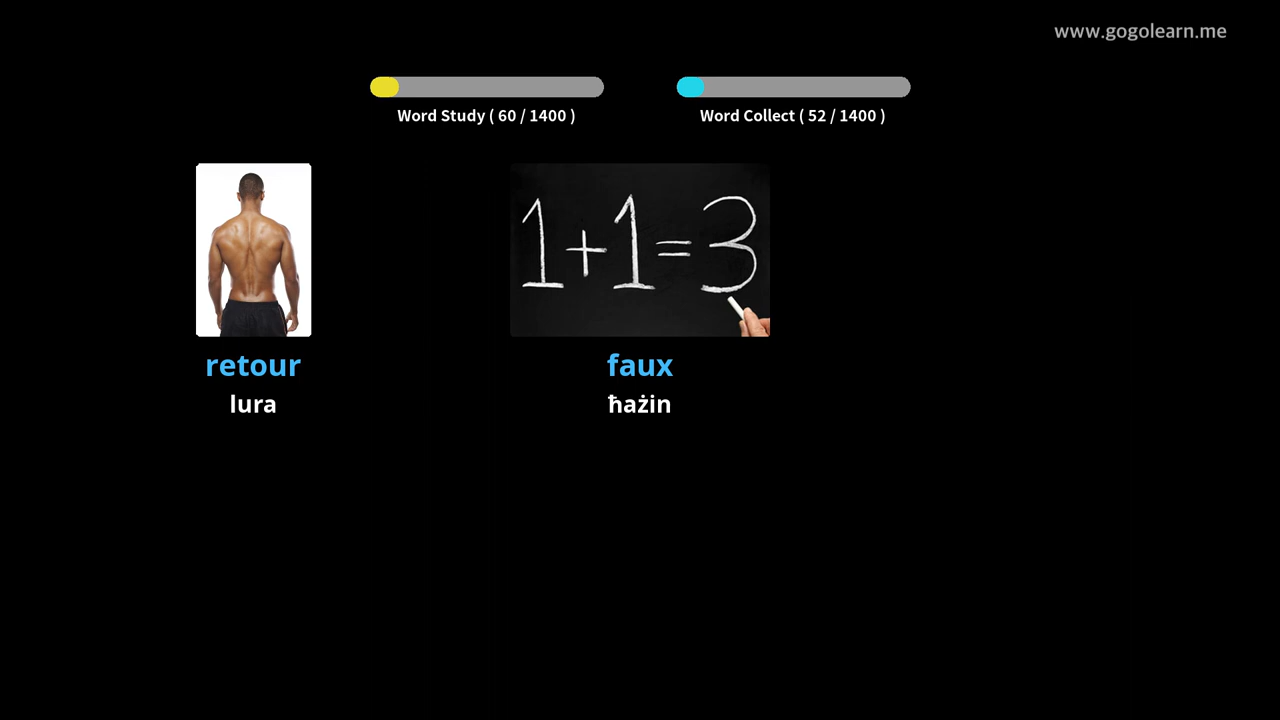 www.gogolearn.me
Word Study ( 60 / 1400 )
Word Collect ( 52 / 1400 )
1+1=3
retour
faux
lura
ħażin